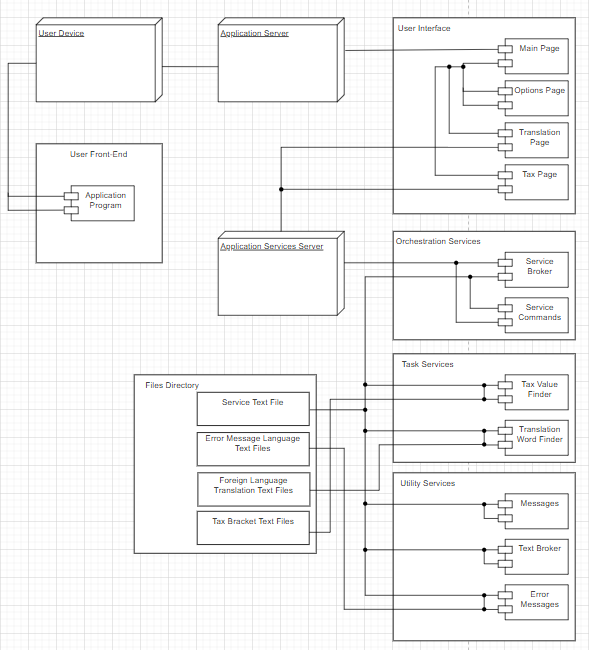 User Device
Application Server
User Interface
Main Page
Options Page
Translation
Page
Tax Page
User Front-End
Application
Program
Application Services Server
Orchestration Services
Service
Broker
Service
Commands
Task Services
Tax Value
Finder
Translation
Word Finder
Files Directory
Service Text File
Error Message Language
Text Files
Foreign Language
Translation Text Files
Tax Bracket Text Files
Utility Services
Messages
Text Broker
Error
Messages